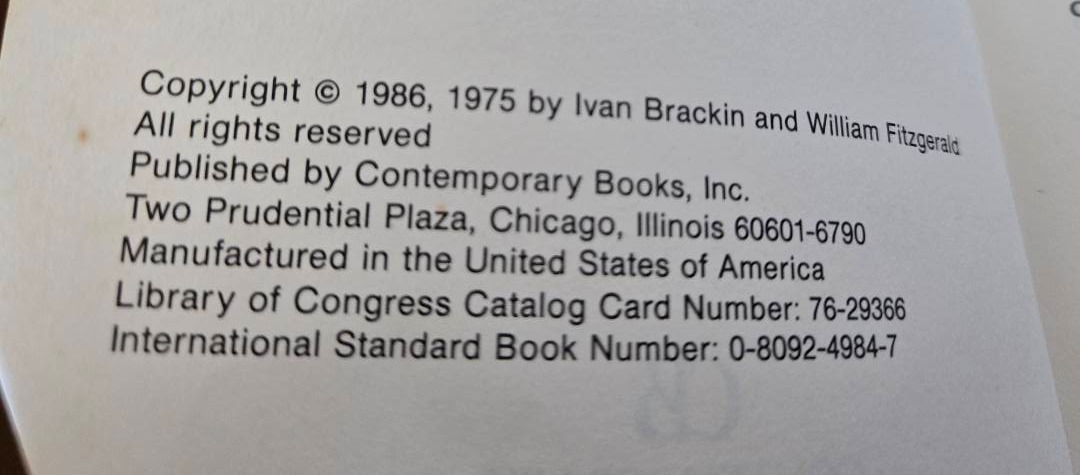 Copyright © 1986, 1975 by Ivan Brackin and William Fitzgerald
All rights reserved
Published by Contemporary Books, Inc.
Two Prudential Plaza, Chicago, Illinois 60601-6790
Manufactured in the United States of America
Library of Congress Catalog Card Number: 76-29366
International Standard Book Number: 0-8092-4984-7